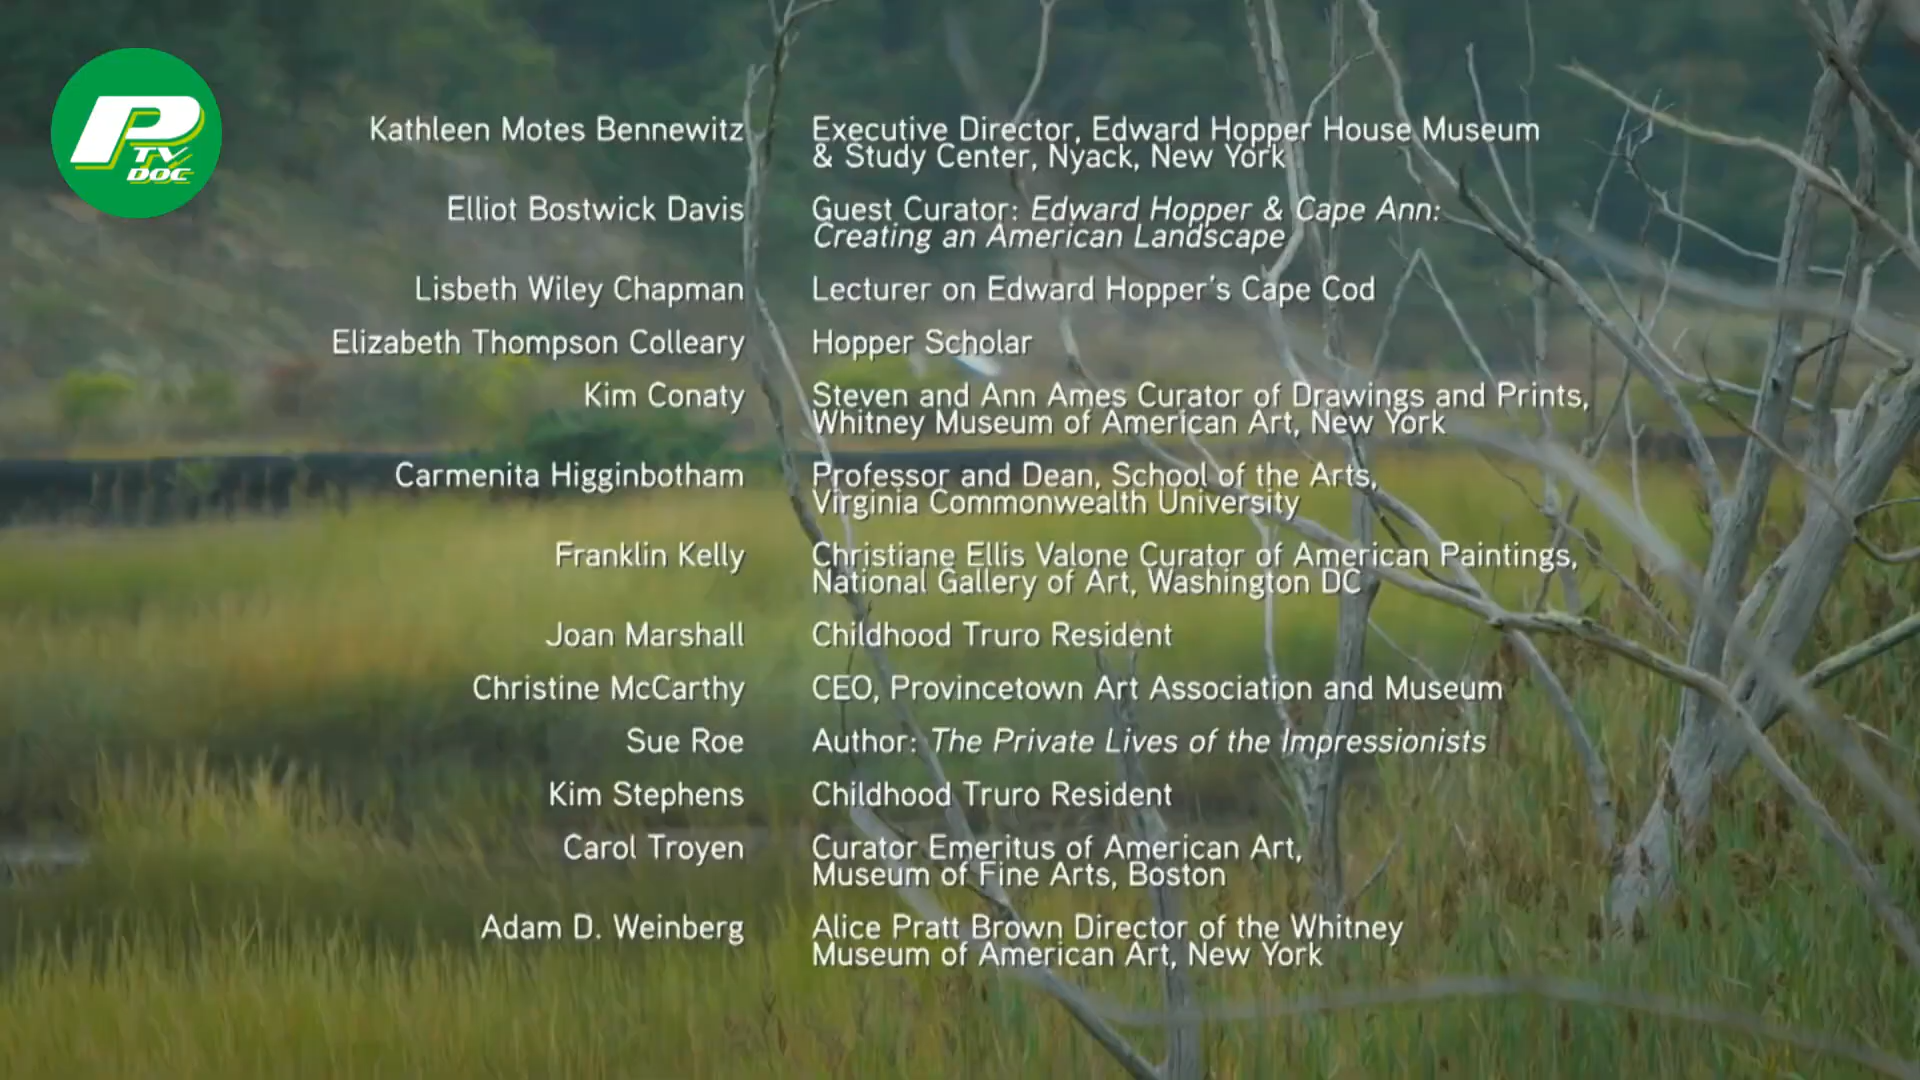 P
TV
DOC
Kathleen Motes Bennewitz Executive Director, Edward Hopper House Museum
& Study Center, Nyack, New York
Elliot Bostwick Davis Guest Curator: Edward Hopper & Cape Ann:
Creating an American Landscape
Lisbeth Wiley Chapman Lecturer on Edward Hopper's Cape Cod
Elizabeth Thompson Colleary Hopper Scholar
Kim Conaty Steven and Ann Ames Curator of Drawings and Prints,
Whitney Museum of American Art, New York
Carmenita Higginbotham Professor and Dean, School of the Arts,
Virginia Commonwealth University
Franklin Kelly Christiane Ellis Valone Curator of American Paintings,
National Gallery of Art, Washington DC
Joan Marshall Childhood Truro Resident
Christine McCarthy CEO, Provincetown Art Association and Museum
Sue Roe Author: The Private Lives of the Impressionists
Kim Stephens Childhood Truro Resident
Carol Troyen Curator Emeritus of American Art,
Museum of Fine Arts, Boston
Adam D. Weinberg Alice Pratt Brown Director of the Whitney
Museum of American Art, New York